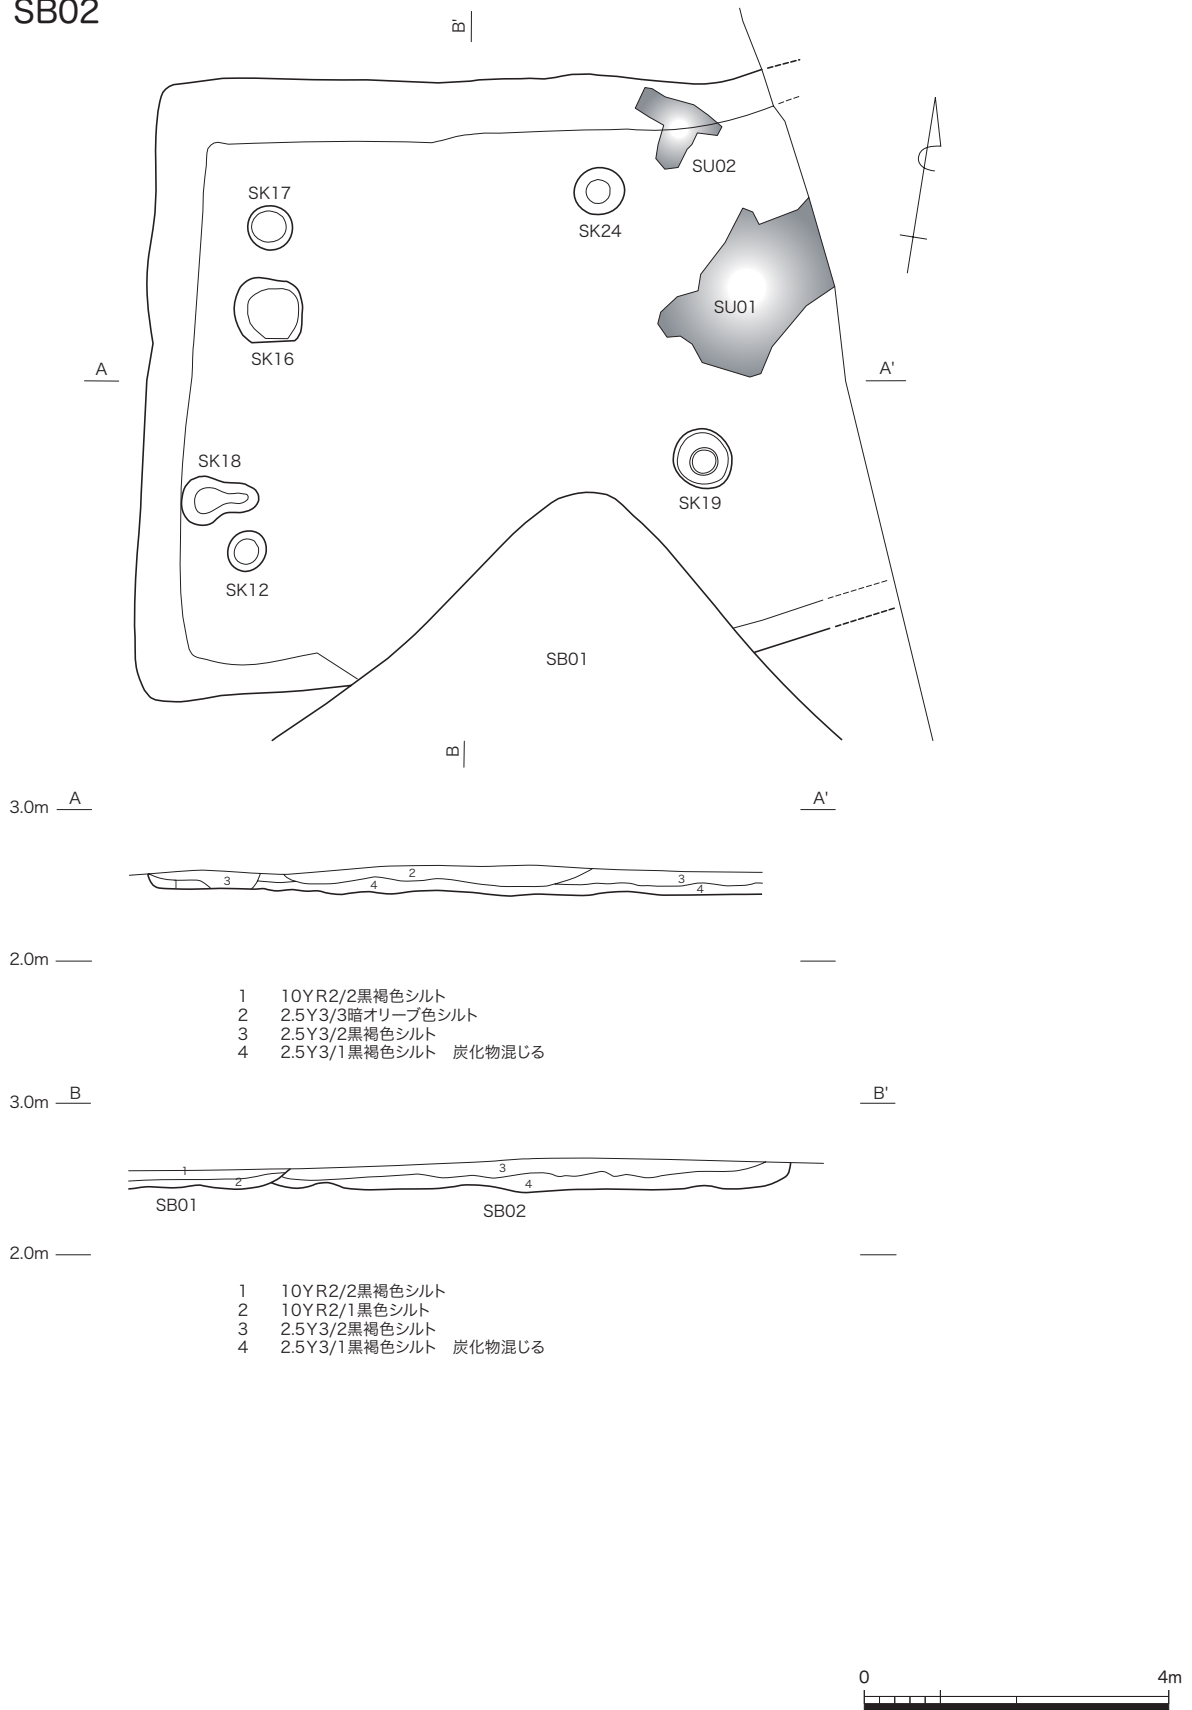 SB02
B'
SU02
SK17
SK24
SU01
SK16
A
A'
SK18
SK19
SK12
SB01
B
3.0m
A
A'
2
3
3
4
4
2.0m
1 10YR2/2黒褐色シルト
2 2.5Y3/3暗オリーブ色シルト
3 2.5Y3/2黒褐色シルト
4 2.5Y3/1黒褐色シルト 炭化物混じる
3.0m
B
B'
1
3
2
4
SB01
SB02
2.0m
1 10YR2/2黒褐色シルト
2 10YR2/1黒色シルト
3 2.5Y3/2黒褐色シルト
4 2.5Y3/1黒褐色シルト 炭化物混じる
0 4m